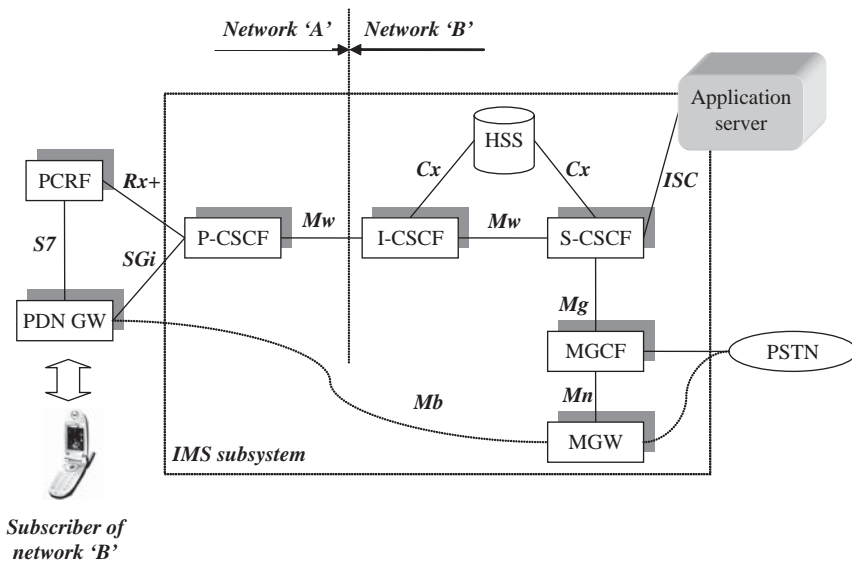 Network ‘A’
Network ‘B’
Application
server
HSS
Cx
Cx
ISC
PCRF
Rx+
P-CSCF
Mw
I-CSCF
Mw
S-CSCF
S7
SGi
Mg
PDN GW
MGCF
PSTN
Mb
Mn
MGW
IMS subsystem
Subscriber of
network ‘B’